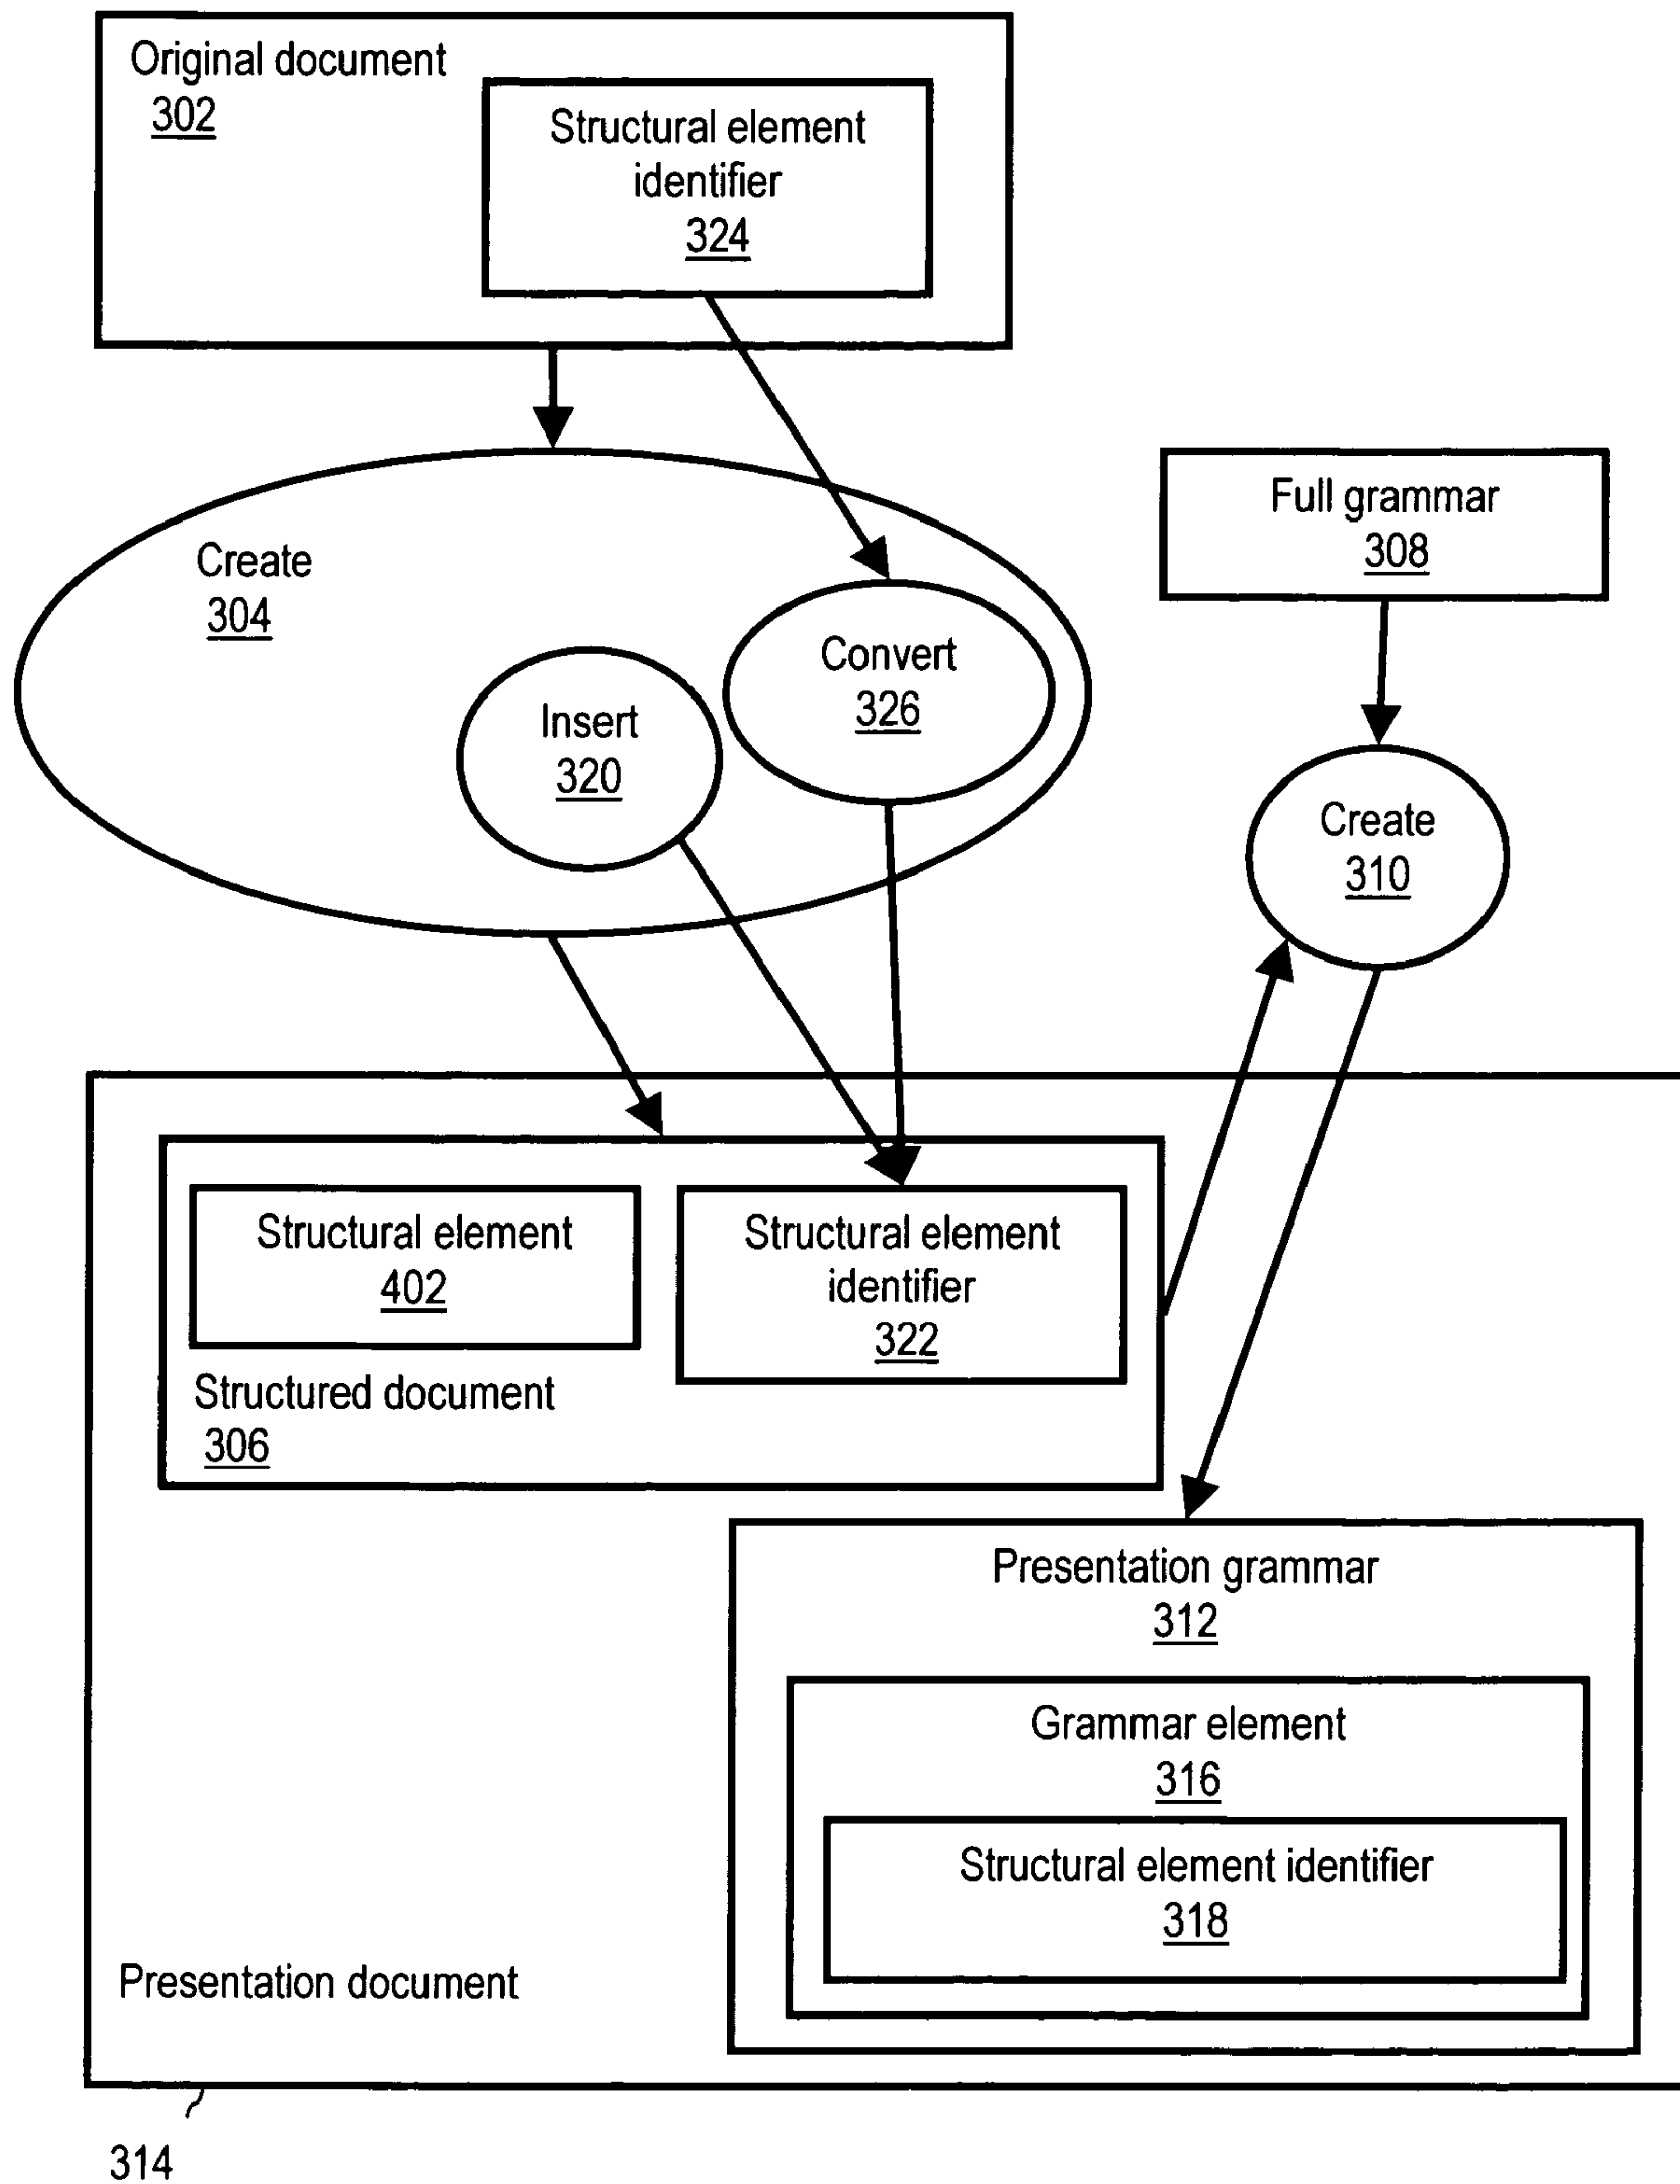 Original document
302
Structural element
identifier
324
Full grammar
308
Create
304
Convert
326
Insert
320
Create
310
Structural element
402
Structural element
identifier
322
Structured document
306
Presentation grammar
312
Grammar element
316
Structural element identifier
318
Presentation document
314